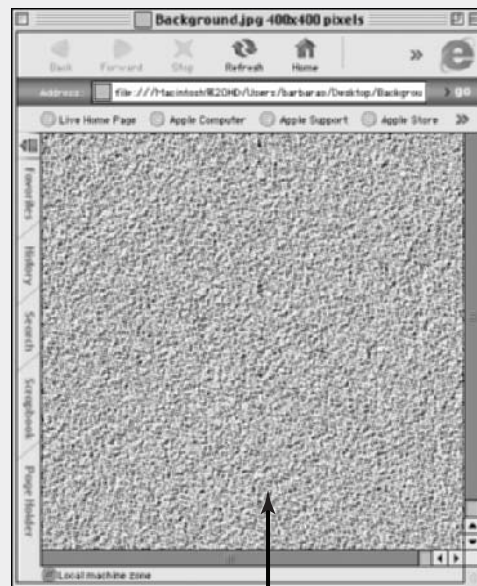 Background.jpg 400x400 pixels
Back Forward Stop Refresh Home »
Address: file:///Macintosh%20HD/Users/barbaras/Desktop/Backgrou go
Live Home Page Apple Computer Apple Support Apple Store »
Favorites
History
Search
Scrapbook
Page Holder
Local machine zone